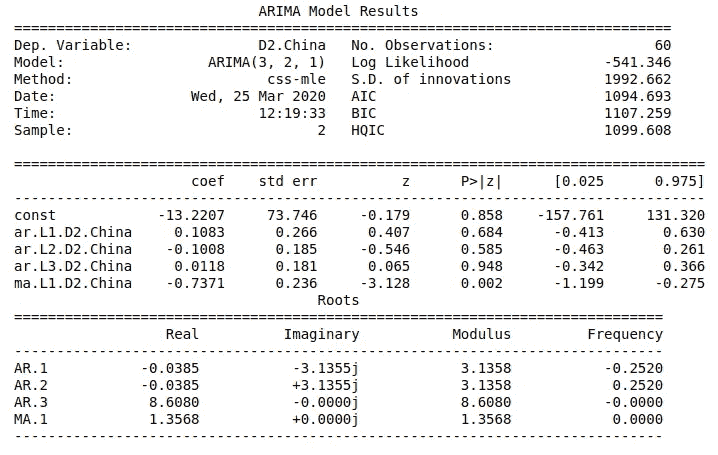 ARIMA Model Results
==============================================================================
Dep. Variable: D2.China No. Observations: 60
Model: ARIMA(3, 2, 1) Log Likelihood -541.346
Method: css-mle S.D. of innovations 1992.662
Date: Wed, 25 Mar 2020 AIC 1094.693
Time: 12:19:33 BIC 1107.259
Sample: 2 HQIC 1099.608
==================================================================================
coef std err z P>|z| [0.025 0.975]
----------------------------------------------------------------------------------
const -13.2207 73.746 -0.179 0.858 -157.761 131.320
ar.L1.D2.China 0.1083 0.266 0.407 0.684 -0.413 0.630
ar.L2.D2.China -0.1008 0.185 -0.546 0.585 -0.463 0.261
ar.L3.D2.China 0.0118 0.181 0.065 0.948 -0.342 0.366
ma.L1.D2.China -0.7371 0.236 -3.128 0.002 -1.199 -0.275
Roots
=============================================================================
Real Imaginary Modulus Frequency
-----------------------------------------------------------------------------
AR.1 -0.0385 -3.1355j 3.1358 -0.2520
AR.2 -0.0385 +3.1355j 3.1358 0.2520
AR.3 8.6080 -0.0000j 8.6080 -0.0000
MA.1 1.3568 +0.0000j 1.3568 0.0000
-----------------------------------------------------------------------------